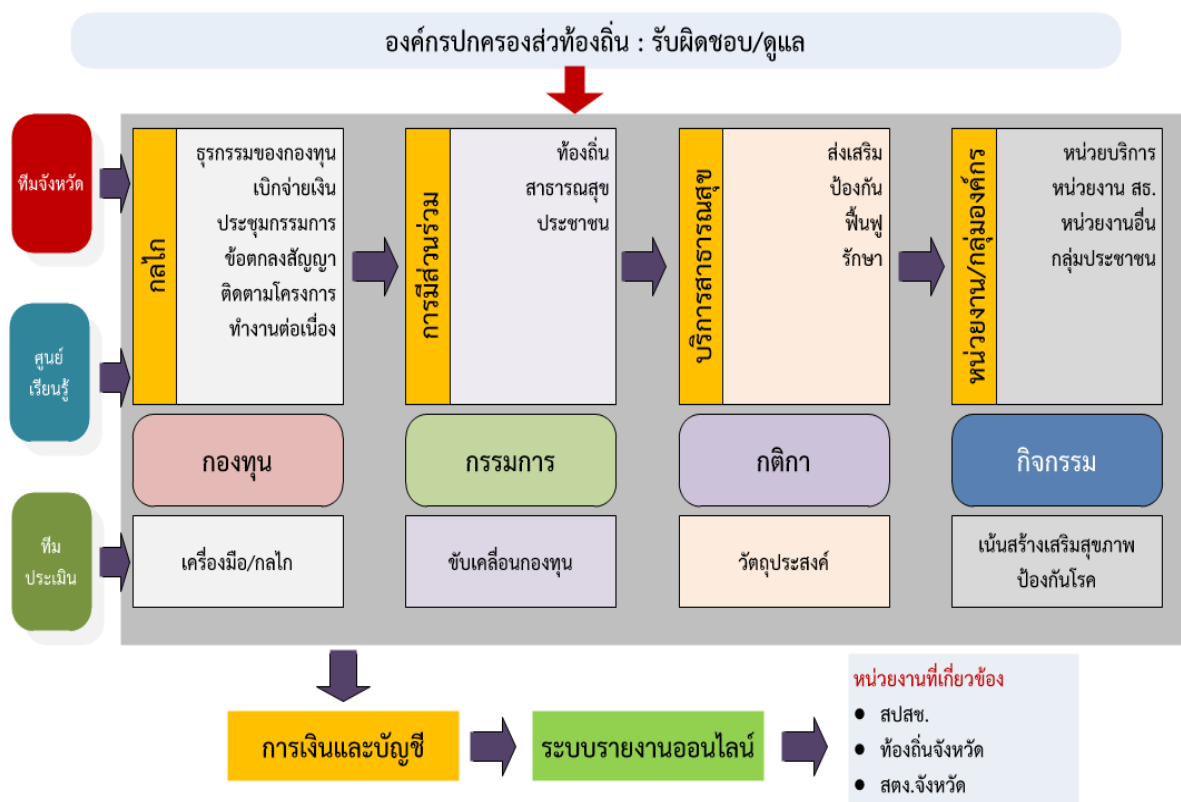 องค์กรปกครองส่วท้องถิ่น : รับผิดชอบ/ดูแล
ทีมจังหวัด
ศูนย์
เรียนรู้
ทีม
ประเมิน
กลไก
ธุรกรรมของกองทุน
เบิกจ่ายเงิน
ประชุมกรรมการ
ข้อตกลงสัญญา
ติดตามโครงการ
ทำงานต่อเนื่อง
การมีส่วนร่วม
ท้องถิ่น
สาธารณสุข
ประชาชน
บริการสาธารณสุข
ส่งเสริม
ป้องกัน
ฟื้นฟู
รักษา
หน่วยงาน/กลุ่มองค์กร
หน่วยบริการ
หน่วยงาน สธ.
หน่วยงานอื่น
กลุ่มประชาชน
กองทุน
กรรมการ
กติกา
กิจกรรม
เครื่องมือ/กลไก
ขับเคลื่อนกองทุน
วัตถุประสงค์
เน้นสร้างเสริมสุขภาพ
ป้องกันโรค
การเงินและบัญชี
ระบบรายงานออนไลน์
หน่วยงานที่เกี่ยวข้อง
● สปสช.
● ท้องถิ่นจังหวัด
● สตง.จังหวัด